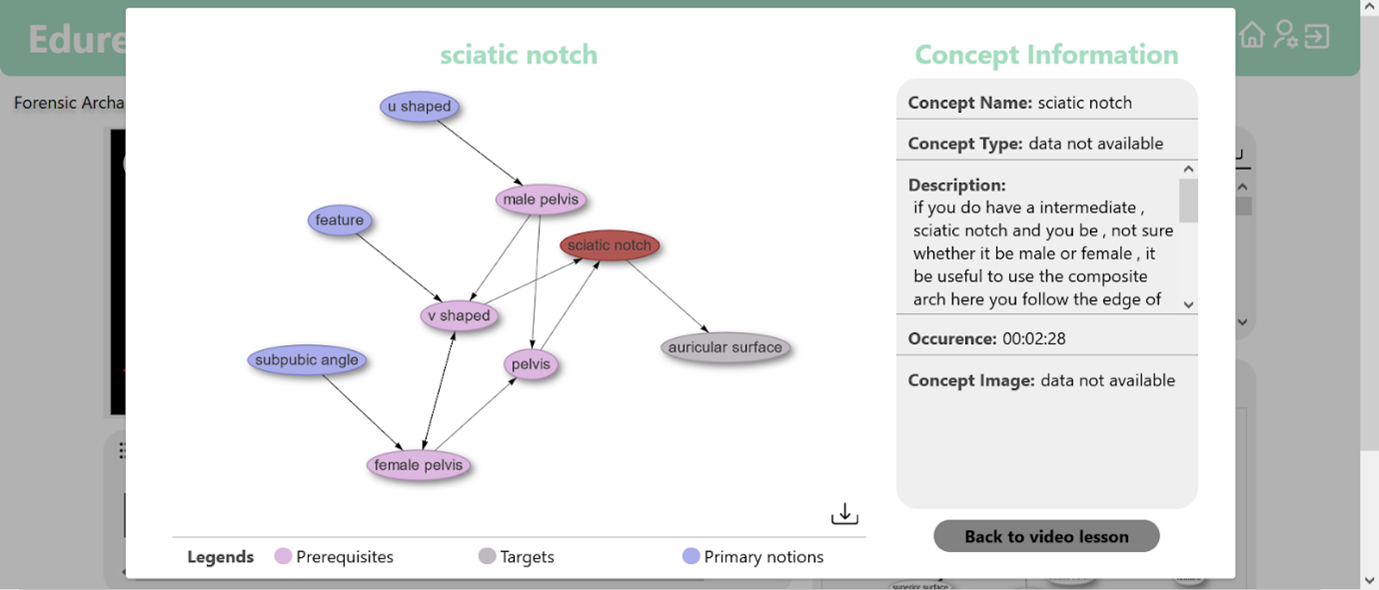 Edure
Forensic Archa
sciatic notch
u shaped
male pelvis
feature
sciatic notch
v shaped
auricular surface
subpubic angle
pelvis
female pelvis
Legends
Prerequisites
Targets
Primary notions
Concept Information
Concept Name: sciatic notch
Concept Type: data not available
Description:
if you do have a intermediate ,
sciatic notch and you be , not sure
whether it be male or female , it
be useful to use the composite
arch here you follow the edge of
Occurence: 00:02:28
Concept Image: data not available
Back to video lesson
superior surface